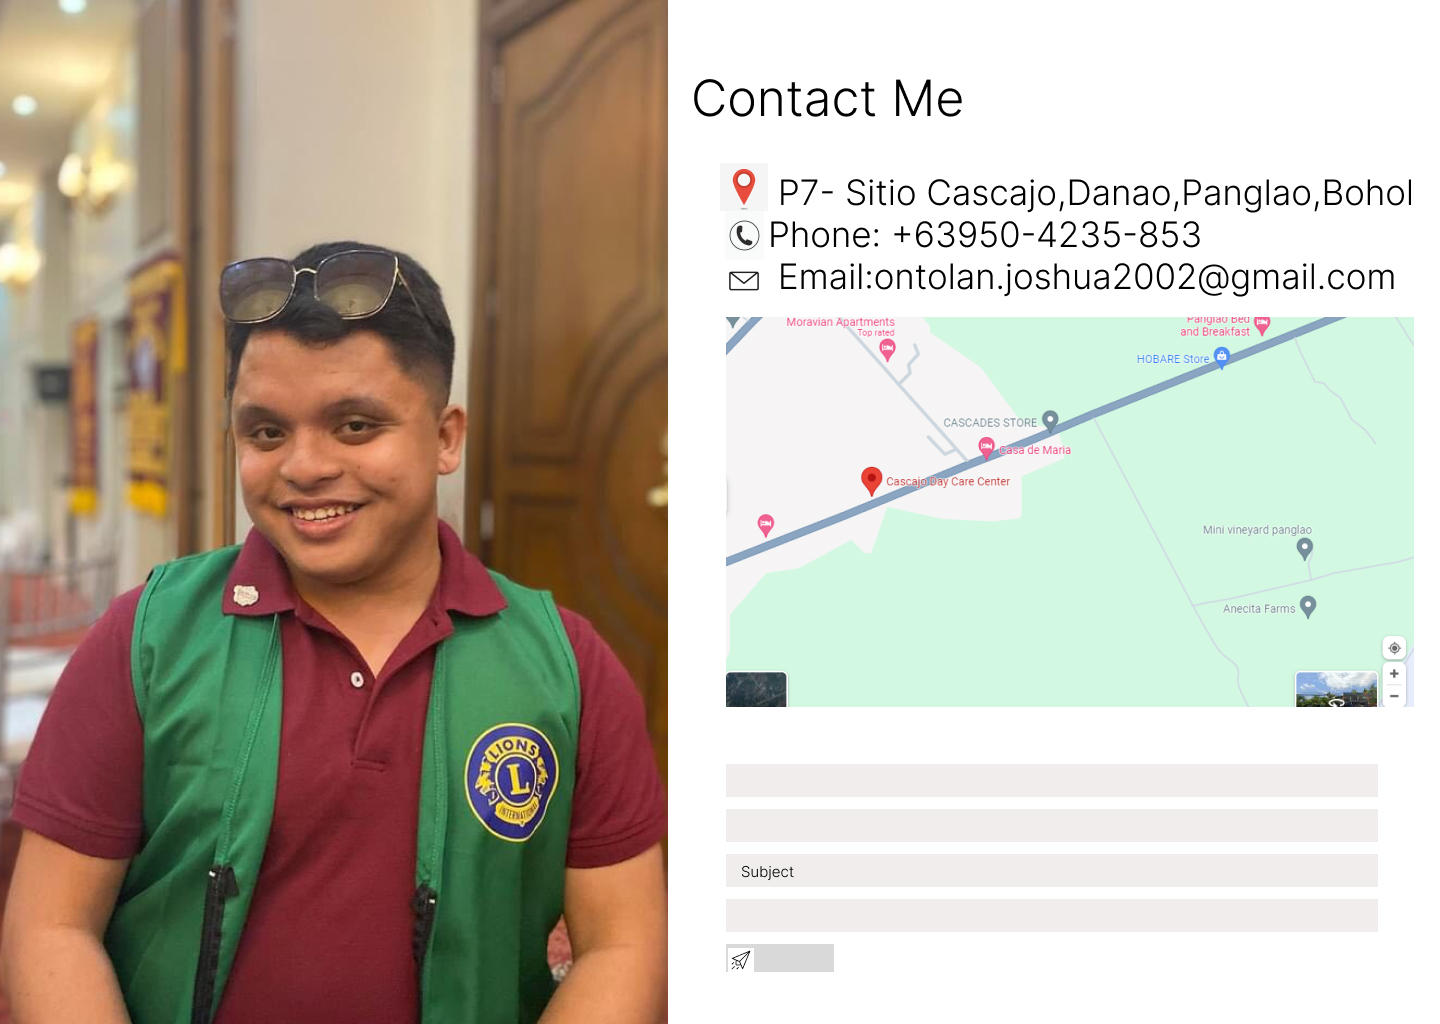 Contact Me
P7- Sitio Cascajo,Danao,Panglao,Bohol
Phone: +63950-4235-853
Email:ontolan.joshua2002@gmail.com
Moravian Apartments
Top rated
Panglao Bed
and Breakfast
HOBARE Store
CASCADES STORE
Casa de Maria
Cascajo Day Care Center
Mini vineyard panglao
Anecita Farms
LIONS
L
INTERNATIONAL
Subject